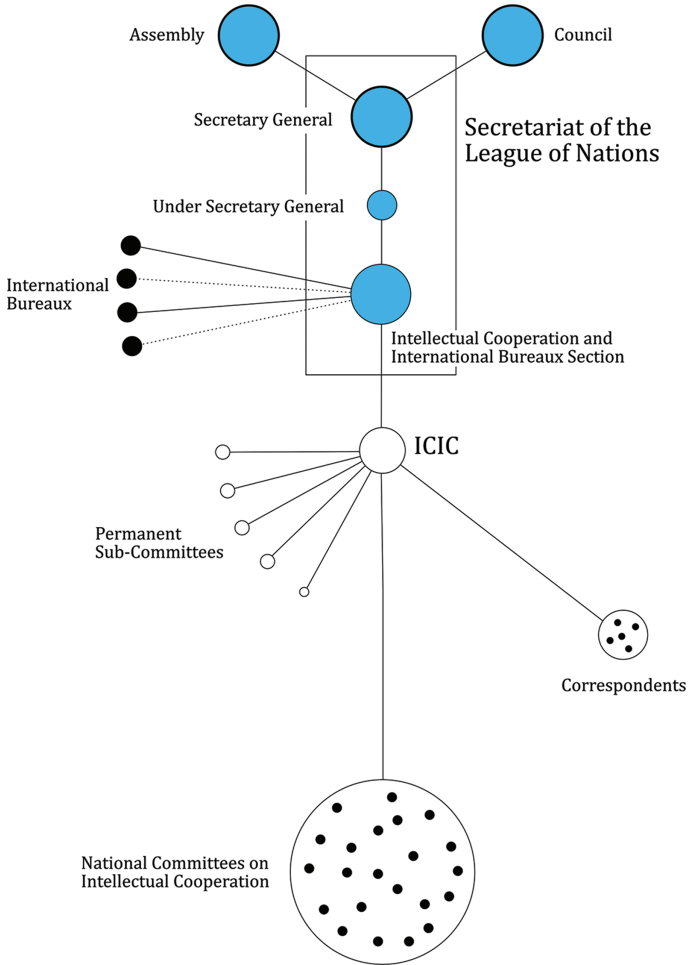 Assembly
Council
Secretary General
Secretariat of the
League of Nations
Under Secretary General
International
Bureaux
Intellectual Cooperation and
International Bureaux Section
ICIC
Permanent
Sub-Committees
Correspondents
National Committees on
Intellectual Cooperation